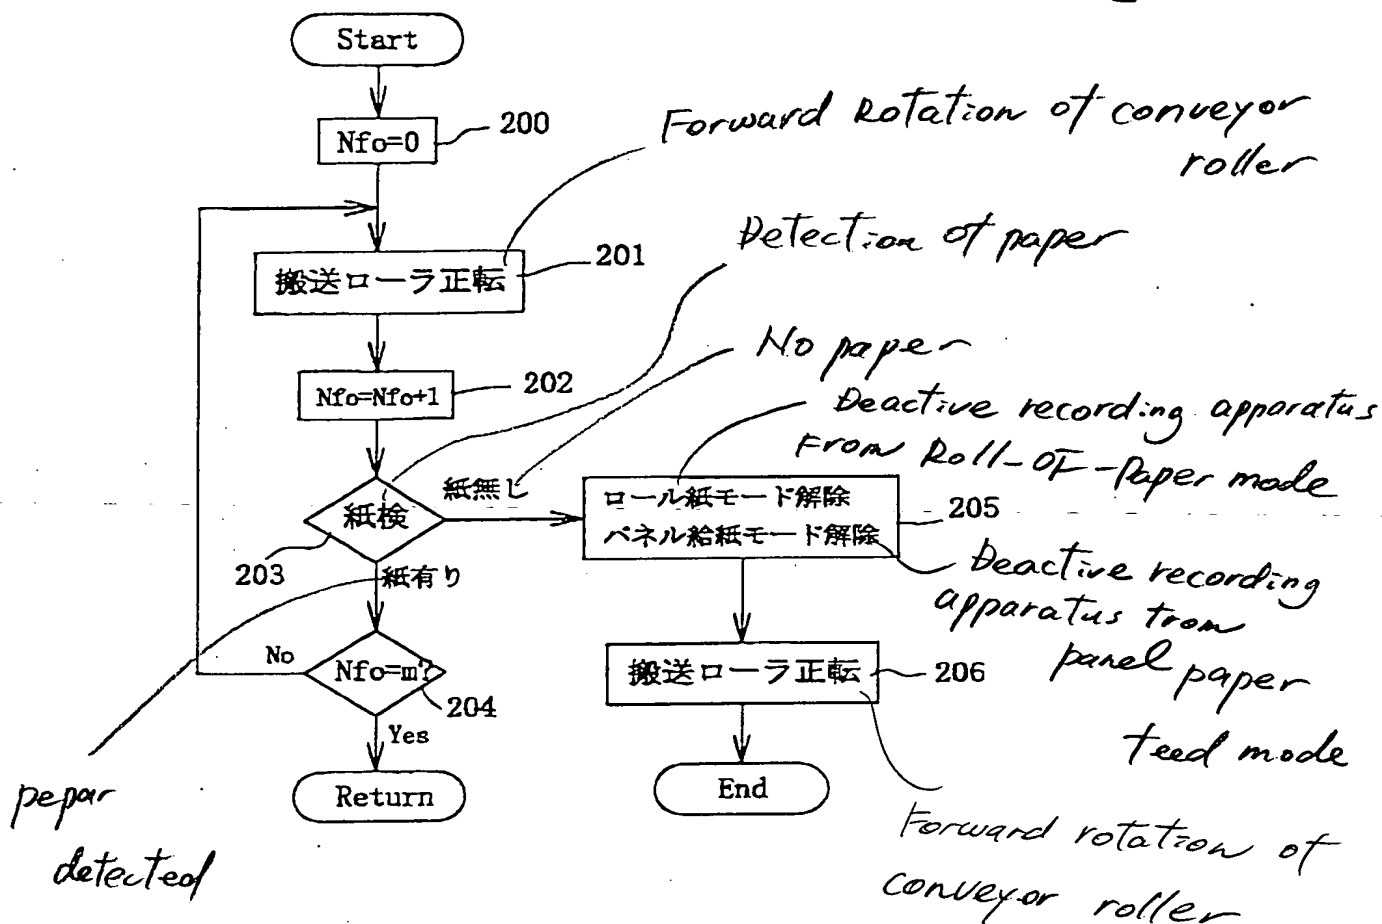 Start
Nfo=0
200
Forward Rotation of conveyor
roller
搬送ローラ正転
201
Detection of paper
Nfo=Nfo+1
202
No paper
Deactive recording apparatus
From Roll-OF-Paper mode
紙検
203
紙無し
ロール紙モード解除
パネル給紙モード解除
205
Deactive recording
apparatus from
panel paper
feed mode
紙有り
pepar
detected
Nfo=m?
204
No
Yes
搬送ローラ正転
206
Return
End
Forward rotation of
conveyor roller